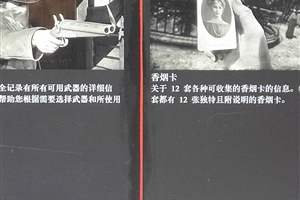 全记录有所有可用武器的详细信
帮助您根据需要选择武器和所使用
香烟卡
关于 12 套各种可收集的香烟卡的信息。
套都有 12 张独特且附说明的香烟卡。